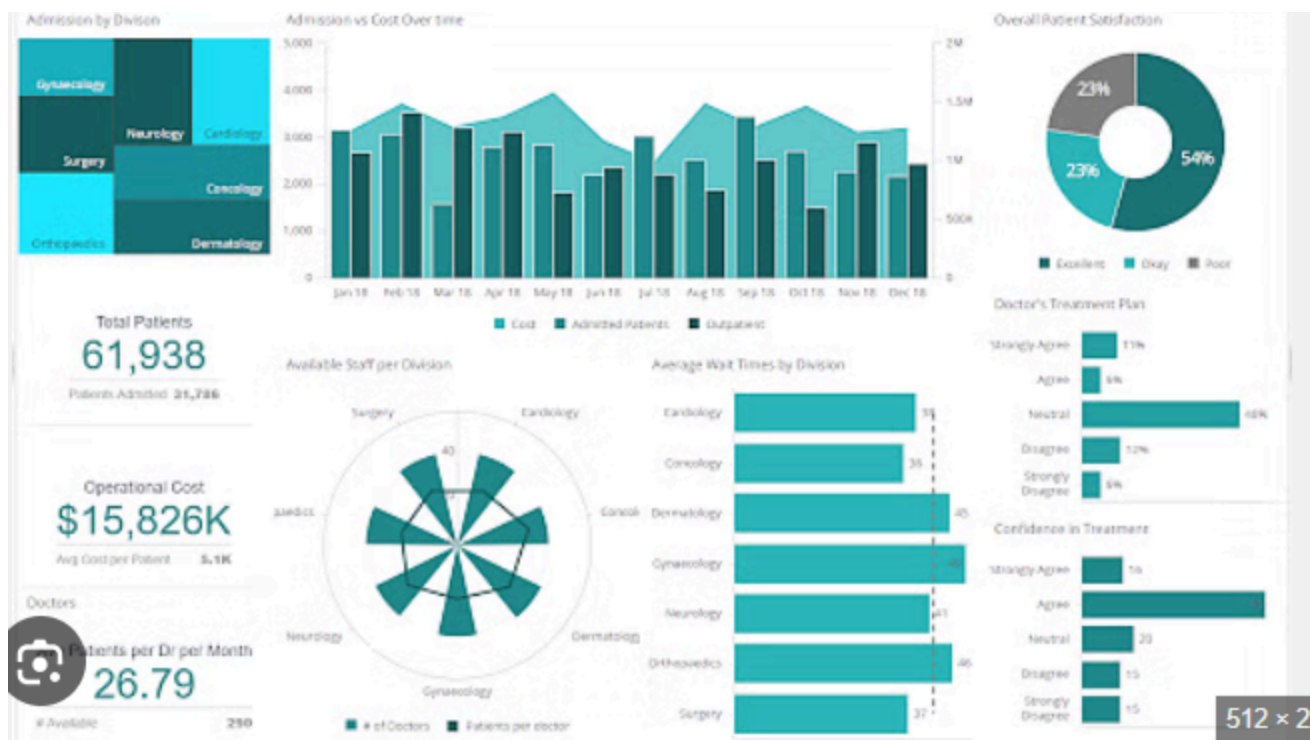 Admission by Divison
Gynaecology
Surgery
Orthopaedics
Neurology
Cardiology
Concology
Dermatology
Total Patients
61,938
Patients Admitted 31,786
Operational Cost
$15,826K
Avg Cost per Patient 5.1K
Doctors
Patients per Dr per Month
26.79
# Available 290
Admission vs Cost Over time
5,000
4,000
3,000
2,000
1,000
0
2M
1.5M
1M
500K
0
Jan 18 Feb 18 Mar 18 Apr 18 May 18 Jun 18 Jul 18 Aug 18 Sep 18 Oct 18 Nov 18 Dec 18
Cost Admitted Patients Outpatient
Available Staff per Division
Surgery
Cardiology
paedics
Concol
Neurology
Dermatology
Gynaecology
40
# of Doctors Patients per doctor
Average Wait Times by Division
Cardiology
Concology 36
Dermatology 45
Gynaecology
Neurology 41
Orthopaedics 46
Surgery 37
Overall Patient Satisfaction
23%
23%
54%
Excellent Okay Poor
Doctor's Treatment Plan
Strongly Agree 11%
Agree 6%
Neutral 48%
Disagree 12%
Strongly
Disagree 6%
Confidence in Treatment
Strongly Agree 16
Agree
Neutral 20
Disagree 15
Strongly
Disagree 15
512 × 2